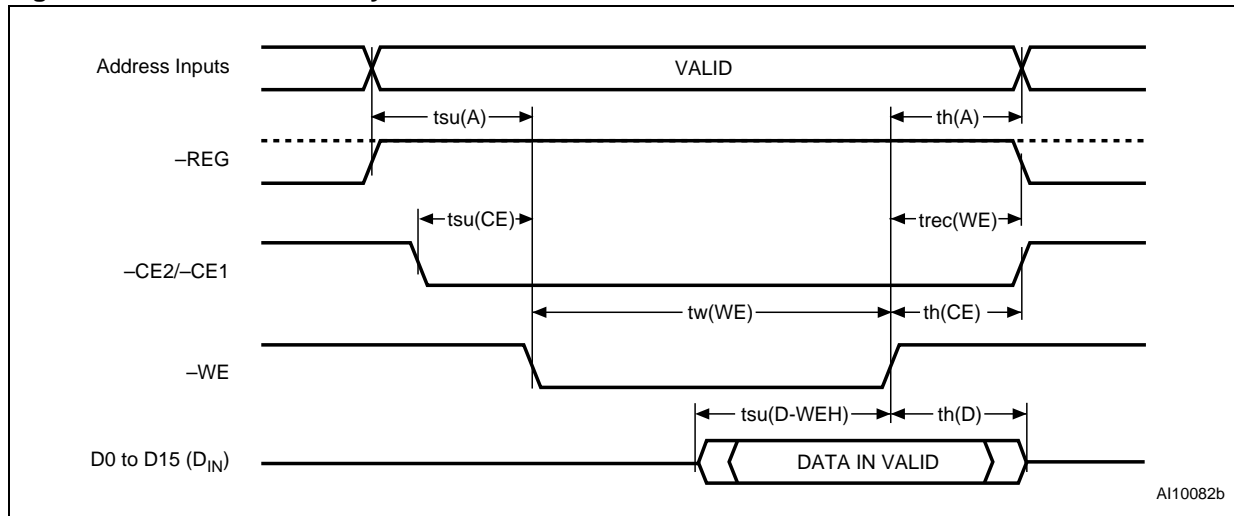 Address Inputs
VALID
tsu(A)
th(A)
–REG
tsu(CE)
trec(WE)
–CE2/–CE1
tw(WE)
th(CE)
–WE
tsu(D-WEH)
th(D)
D0 to D15 (DIN)
DATA IN VALID
AI10082b